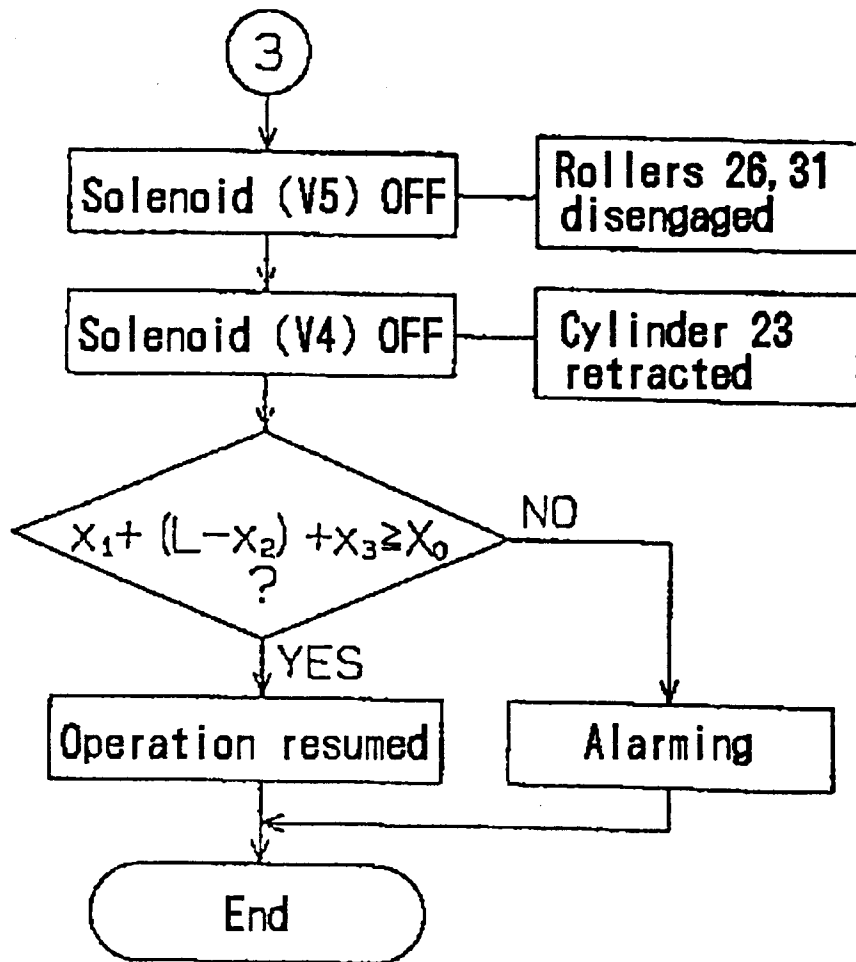 3
Solenoid (V5) OFF
Rollers 26, 31
disengaged
Solenoid (V4) OFF
Cylinder 23
retracted
x₁+ (L-x₂) +x₃≧X₀
?
NO
YES
Operation resumed
Alarming
End